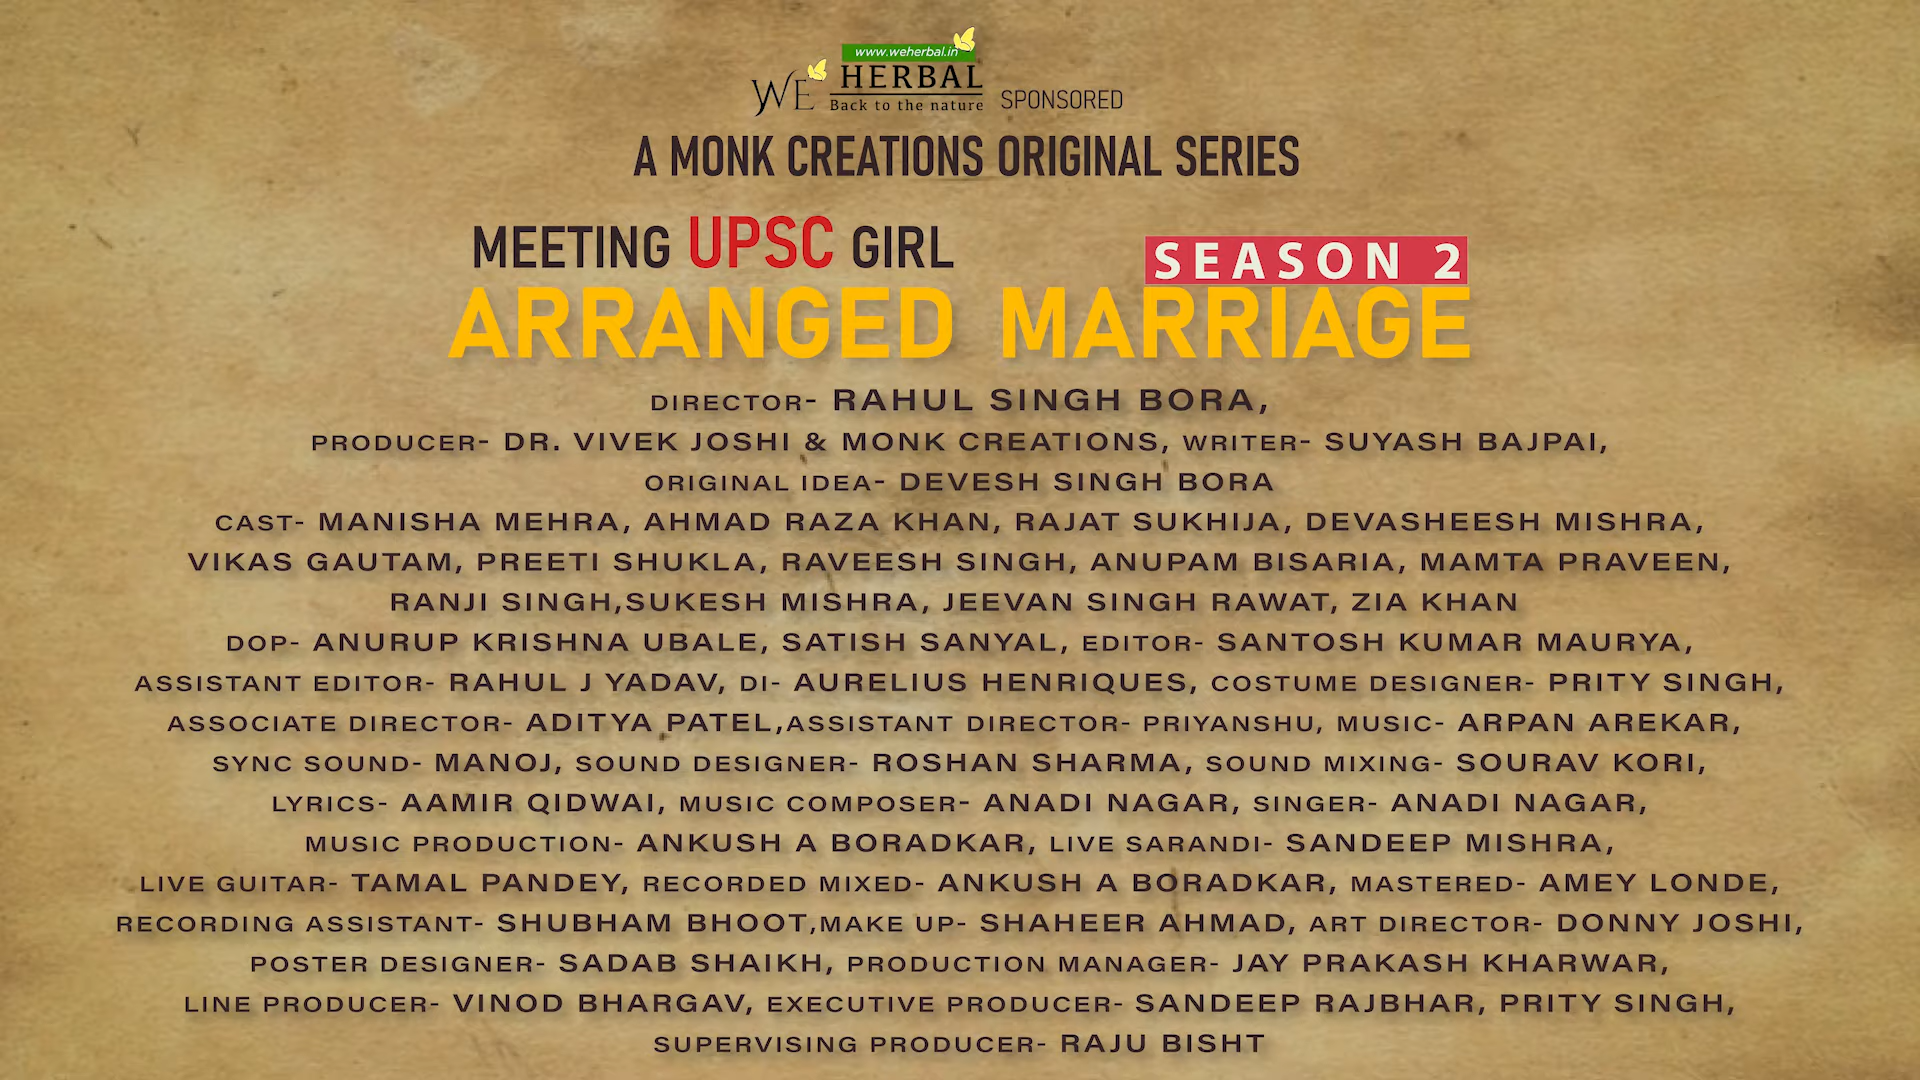 www.weherbal.in
WE HERBAL
Back to the nature SPONSORED
A MONK CREATIONS ORIGINAL SERIES
MEETING UPSC GIRL
SEASON 2
ARRANGED MARRIAGE
DIRECTOR- RAHUL SINGH BORA,
PRODUCER- DR. VIVEK JOSHI & MONK CREATIONS, WRITER- SUYASH BAJPAI,
ORIGINAL IDEA- DEVESH SINGH BORA
CAST- MANISHA MEHRA, AHMAD RAZA KHAN, RAJAT SUKHIJA, DEVASHEESH MISHRA,
VIKAS GAUTAM, PREETI SHUKLA, RAVEESH SINGH, ANUPAM BISARIA, MAMTA PRAVEEN,
RANJI SINGH,SUKESH MISHRA, JEEVAN SINGH RAWAT, ZIA KHAN
DOP- ANURUP KRISHNA UBALE, SATISH SANYAL, EDITOR- SANTOSH KUMAR MAURYA,
ASSISTANT EDITOR- RAHUL J YADAV, DI- AURELIUS HENRIQUES, COSTUME DESIGNER- PRITY SINGH,
ASSOCIATE DIRECTOR- ADITYA PATEL,ASSISTANT DIRECTOR- PRIYANSHU, MUSIC- ARPAN AREKAR,
SYNC SOUND- MANOJ, SOUND DESIGNER- ROSHAN SHARMA, SOUND MIXING- SOURAV KORI,
LYRICS- AAMIR QIDWAI, MUSIC COMPOSER- ANADI NAGAR, SINGER- ANADI NAGAR,
MUSIC PRODUCTION- ANKUSH A BORADKAR, LIVE SARANDI- SANDEEP MISHRA,
LIVE GUITAR- TAMAL PANDEY, RECORDED MIXED- ANKUSH A BORADKAR, MASTERED- AMEY LONDE,
RECORDING ASSISTANT- SHUBHAM BHOOT,MAKE UP- SHAHEER AHMAD, ART DIRECTOR- DONNY JOSHI,
POSTER DESIGNER- SADAB SHAIKH, PRODUCTION MANAGER- JAY PRAKASH KHARWAR,
LINE PRODUCER- VINOD BHARGAV, EXECUTIVE PRODUCER- SANDEEP RAJBHAR, PRITY SINGH,
SUPERVISING PRODUCER- RAJU BISHT